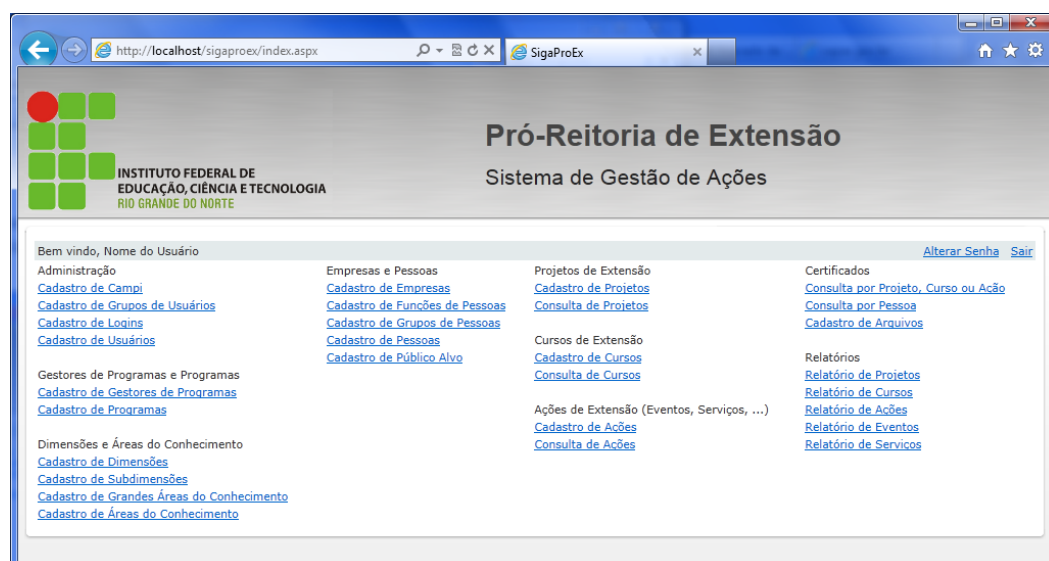 http://localhost/sigaproex/index.aspx
SigaProEx
INSTITUTO FEDERAL DE
EDUCAÇÃO, CIÊNCIA E TECNOLOGIA
RIO GRANDE DO NORTE
Pró-Reitoria de Extensão
Sistema de Gestão de Ações
Bem vindo, Nome do Usuário
Alterar Senha Sair
Administração
Cadastro de Campi
Cadastro de Grupos de Usuários
Cadastro de Logins
Cadastro de Usuários
Gestores de Programas e Programas
Cadastro de Gestores de Programas
Cadastro de Programas
Dimensões e Áreas do Conhecimento
Cadastro de Dimensões
Cadastro de Subdimensões
Cadastro de Grandes Áreas do Conhecimento
Cadastro de Áreas do Conhecimento
Empresas e Pessoas
Cadastro de Empresas
Cadastro de Funções de Pessoas
Cadastro de Grupos de Pessoas
Cadastro de Pessoas
Cadastro de Público Alvo
Projetos de Extensão
Cadastro de Projetos
Consulta de Projetos
Cursos de Extensão
Cadastro de Cursos
Consulta de Cursos
Ações de Extensão (Eventos, Serviços, ...)
Cadastro de Ações
Consulta de Ações
Certificados
Consulta por Projeto, Curso ou Ação
Consulta por Pessoa
Cadastro de Arquivos
Relatórios
Relatório de Projetos
Relatório de Cursos
Relatório de Ações
Relatório de Eventos
Relatório de Serviços